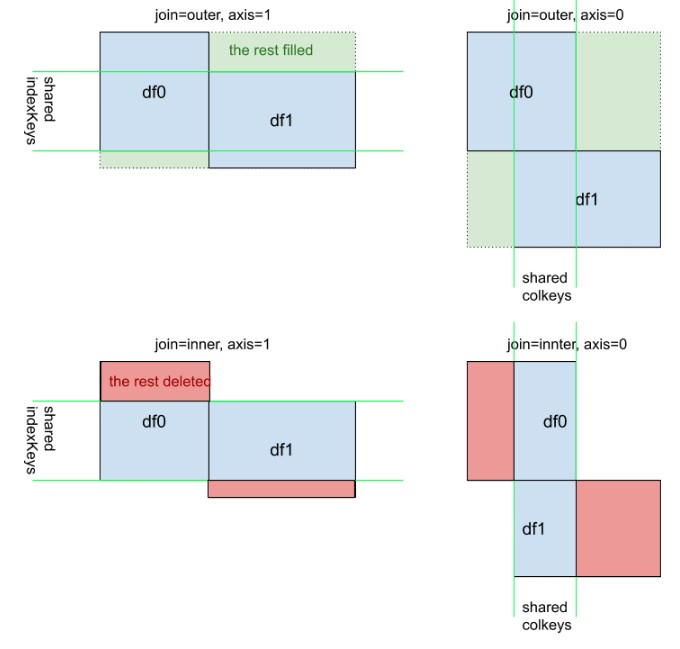 join=outer, axis=1
the rest filled
shared
indexKeys
df0
df1
join=outer, axis=0
df0
df1
shared
colkeys
join=inner, axis=1
the rest deleted
shared
indexKeys
df0
df1
join=innter, axis=0
df0
df1
shared
colkeys